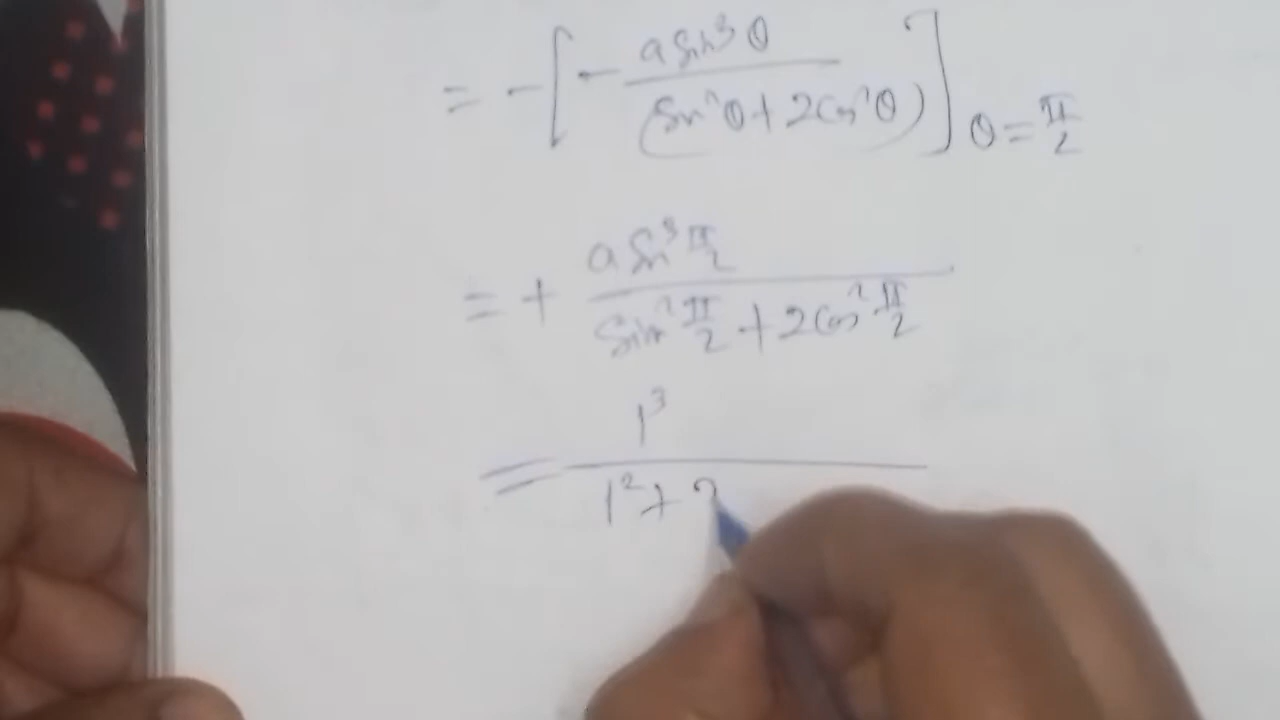 = -[ - a sin³θ / (sin²θ + 2cos²θ) ] θ = π/2
= + a sin³ π/2 / sin² π/2 + 2cos² π/2
= 1³ / 1² + 2